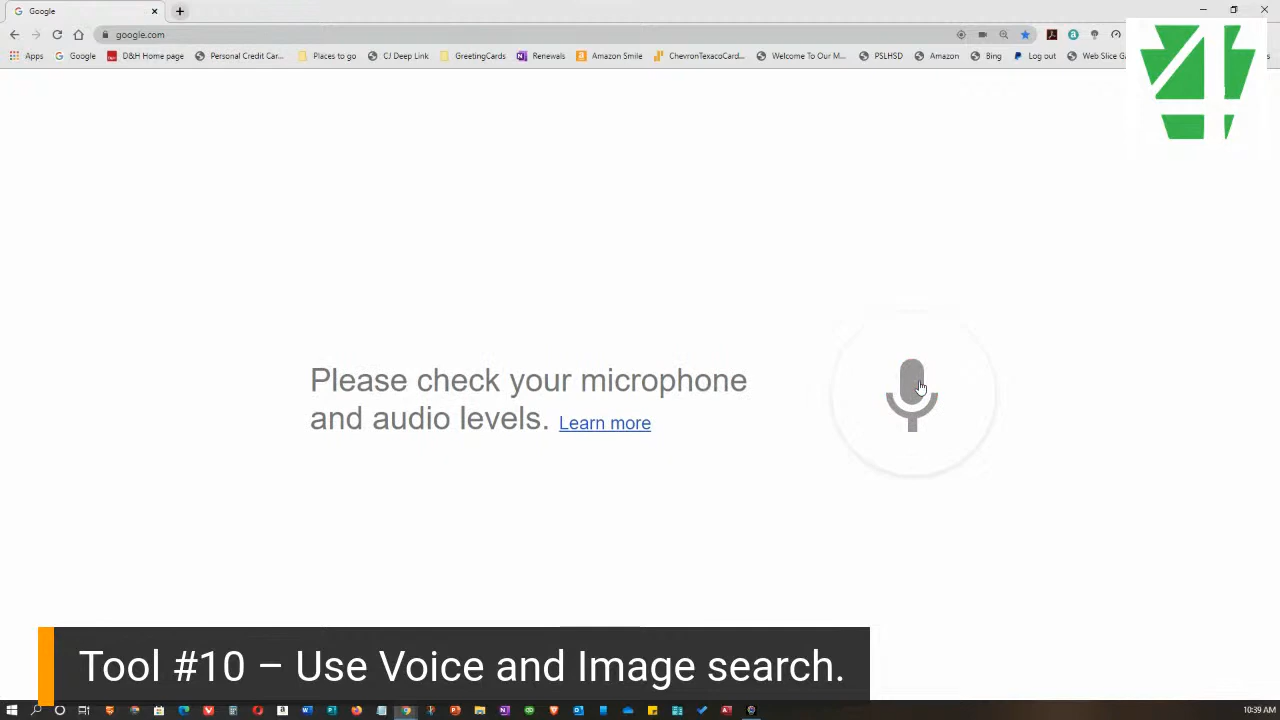 Google
google.com
Apps
Google
D&H Home page
Personal Credit Car...
Places to go
CJ Deep Link
GreetingCards
Renewals
Amazon Smile
ChevronTexacoCard...
Welcome To Our M...
PSLHSD
Amazon
Bing
Log out
Web Slice Ga
4
Please check your microphone
and audio levels. Learn more
Tool #10 – Use Voice and Image search.
10:39 AM